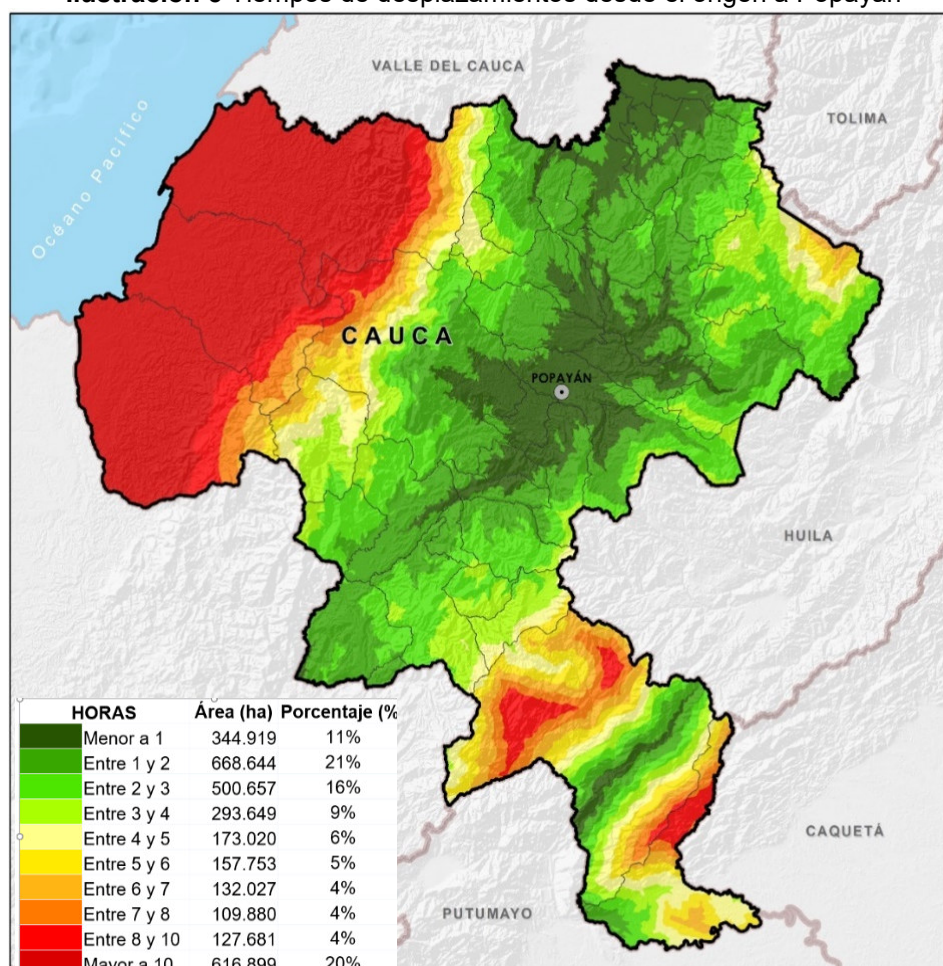 Ilustración 3 Tiempos de desplazamientos desde el origen a Popayán
VALLE DEL CAUCA
TOLIMA
Océano Pacífico
CAUCA
POPAYÁN
HUILA
CAQUETÁ
PUTUMAYO
HORAS Área (ha) Porcentaje (%
Menor a 1 344.919 11%
Entre 1 y 2 668.644 21%
Entre 2 y 3 500.657 16%
Entre 3 y 4 293.649 9%
Entre 4 y 5 173.020 6%
Entre 5 y 6 157.753 5%
Entre 6 y 7 132.027 4%
Entre 7 y 8 109.880 4%
Entre 8 y 10 127.681 4%
Mayor a 10 616.899 20%